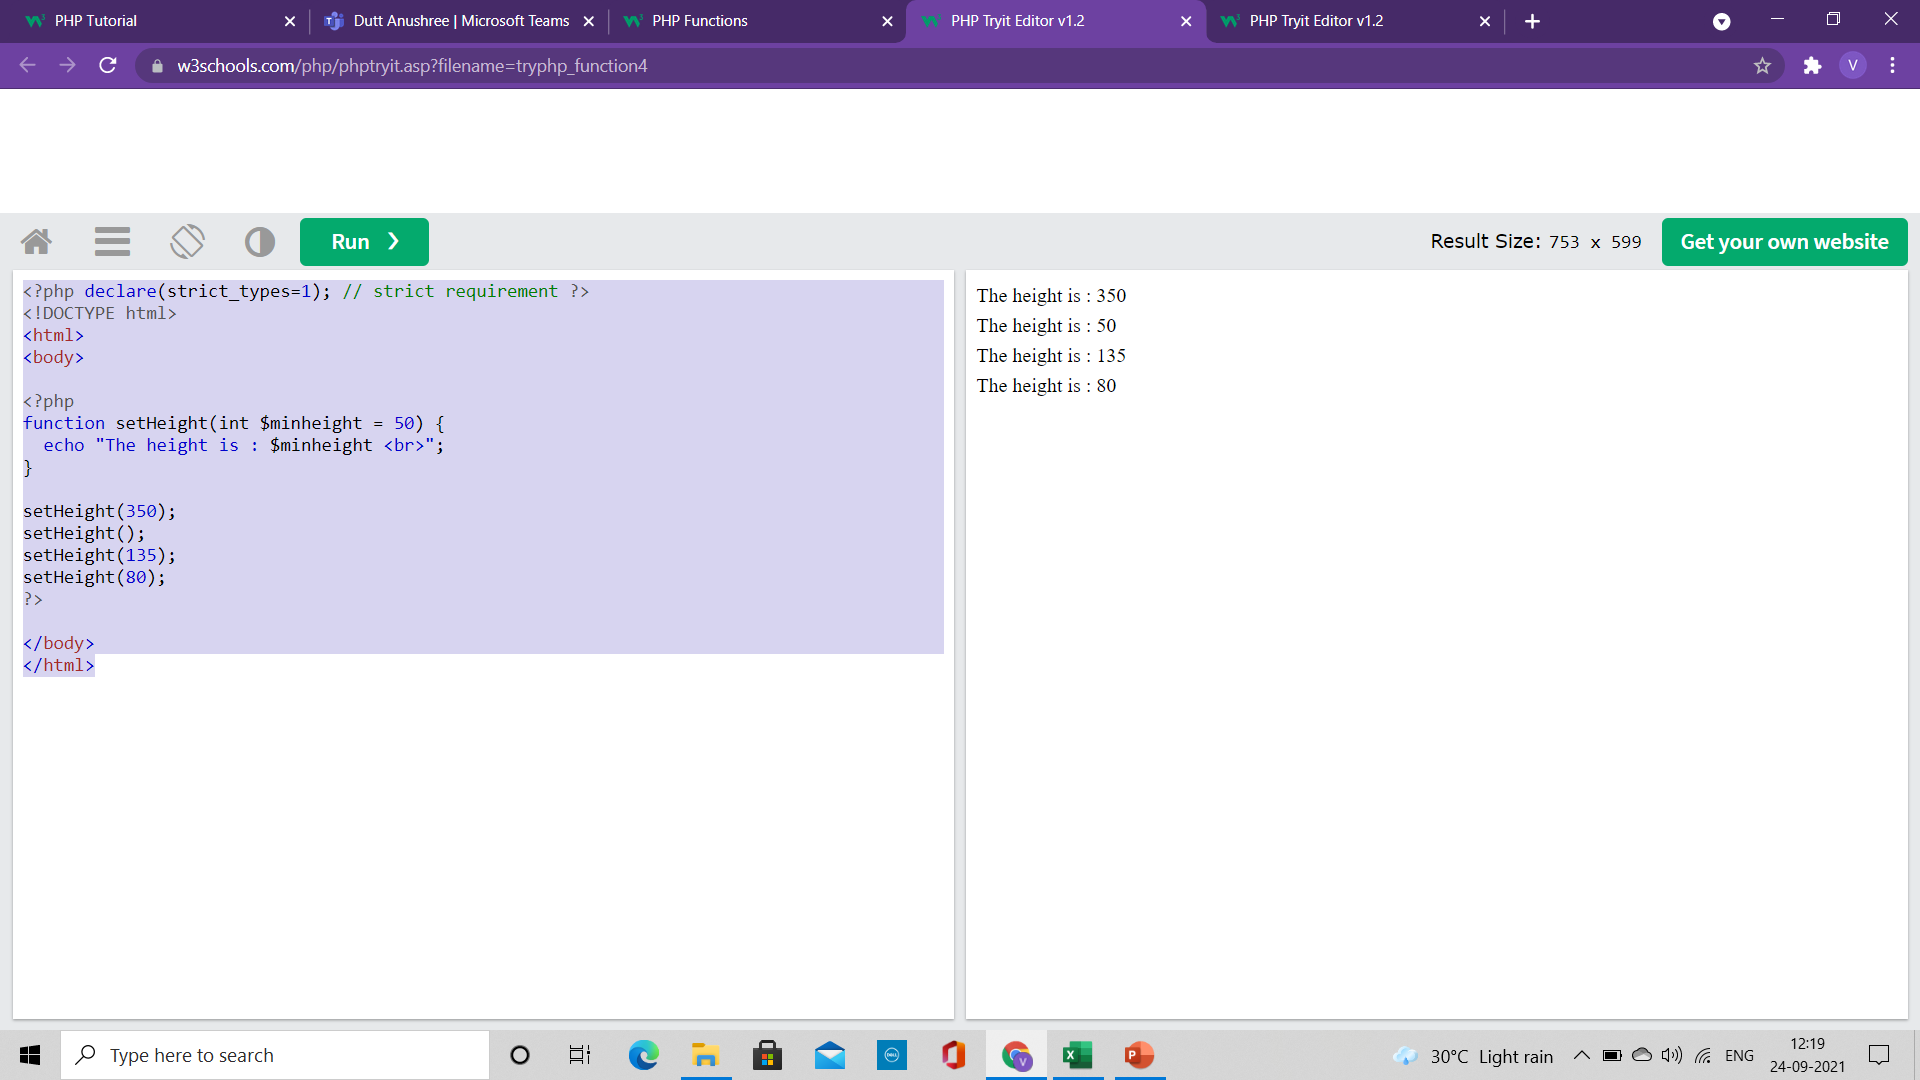 PHP Tutorial
Dutt Anushree | Microsoft Teams
PHP Functions
PHP Tryit Editor v1.2
PHP Tryit Editor v1.2
w3schools.com/php/phptryit.asp?filename=tryphp_function4
V
Run ❯
Result Size: 753 x 599
Get your own website
<?php declare(strict_types=1); // strict requirement ?>
<!DOCTYPE html>
<html>
<body>
<?php
function setHeight(int $minheight = 50) {
  echo "The height is : $minheight <br>";
}
setHeight(350);
setHeight();
setHeight(135);
setHeight(80);
?>
</body>
</html>
The height is : 350
The height is : 50
The height is : 135
The height is : 80
Type here to search
30°C Light rain
ENG
12:19
24-09-2021